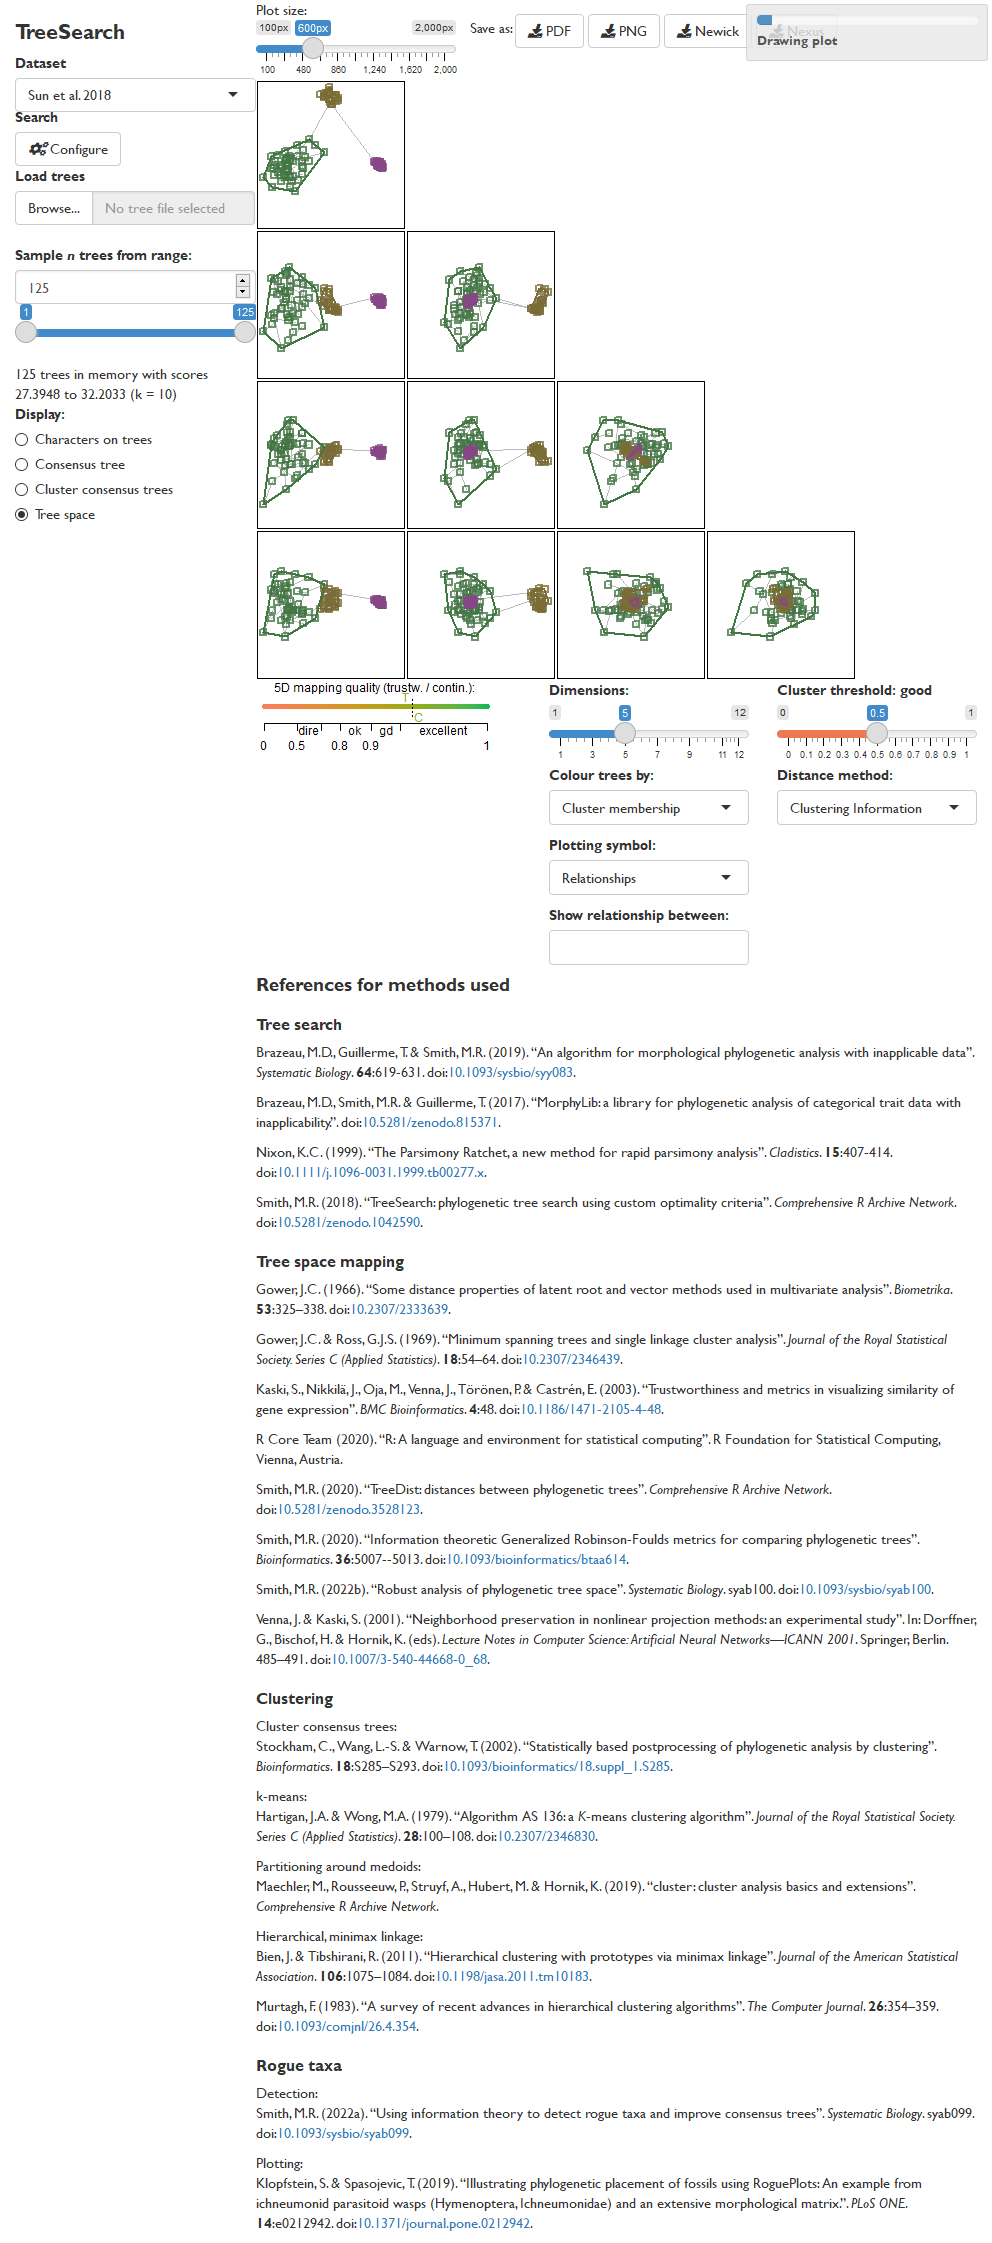 TreeSearch
Dataset
Sun et al. 2018
Search
Configure
Load trees
Browse...
No tree file selected
Sample n trees from range:
125
1
125
125 trees in memory with scores
27.3948 to 32.2033 (k = 10)
Display:
Characters on trees
Consensus tree
Cluster consensus trees
Tree space
Plot size:
100px 600px 2,000px
100 480 860 1,240 1,620 2,000
Save as:
PDF
PNG
Newick
Nexus
Drawing plot
5D mapping quality (trustw. / contin.):
T
C
dire ok gd excellent
0 0.5 0.8 0.9 1
Dimensions:
1 5 12
1 3 5 7 9 11 12
Colour trees by:
Cluster membership
Plotting symbol:
Relationships
Show relationship between:
Cluster threshold: good
0 0.5 1
0 0.1 0.2 0.3 0.4 0.5 0.6 0.7 0.8 0.9 1
Distance method:
Clustering Information
References for methods used
Tree search
Brazeau, M.D., Guillerme, T. & Smith, M.R. (2019). “An algorithm for morphological phylogenetic analysis with inapplicable data”.
Systematic Biology. 64:619-631. doi:10.1093/sysbio/syy083.
Brazeau, M.D., Smith, M.R. & Guillerme, T. (2017). “MorphyLib: a library for phylogenetic analysis of categorical trait data with
inapplicability.”. doi:10.5281/zenodo.815371.
Nixon, K.C. (1999). “The Parsimony Ratchet, a new method for rapid parsimony analysis”. Cladistics. 15:407-414.
doi:10.1111/j.1096-0031.1999.tb00277.x.
Smith, M.R. (2018). “TreeSearch: phylogenetic tree search using custom optimality criteria”. Comprehensive R Archive Network.
doi:10.5281/zenodo.1042590.
Tree space mapping
Gower, J.C. (1966). “Some distance properties of latent root and vector methods used in multivariate analysis”. Biometrika.
53:325–338. doi:10.2307/2333639.
Gower, J.C. & Ross, G.J.S. (1969). “Minimum spanning trees and single linkage cluster analysis”. Journal of the Royal Statistical
Society. Series C (Applied Statistics). 18:54–64. doi:10.2307/2346439.
Kaski, S., Nikkilä, J., Oja, M., Venna, J., Törönen, P. & Castrén, E. (2003). “Trustworthiness and metrics in visualizing similarity of
gene expression”. BMC Bioinformatics. 4:48. doi:10.1186/1471-2105-4-48.
R Core Team (2020). “R: A language and environment for statistical computing”. R Foundation for Statistical Computing,
Vienna, Austria.
Smith, M.R. (2020). “TreeDist: distances between phylogenetic trees”. Comprehensive R Archive Network.
doi:10.5281/zenodo.3528123.
Smith, M.R. (2020). “Information theoretic Generalized Robinson-Foulds metrics for comparing phylogenetic trees”.
Bioinformatics. 36:5007--5013. doi:10.1093/bioinformatics/btaa614.
Smith, M.R. (2022b). “Robust analysis of phylogenetic tree space”. Systematic Biology. syab100. doi:10.1093/sysbio/syab100.
Venna, J. & Kaski, S. (2001). “Neighborhood preservation in nonlinear projection methods: an experimental study”. In: Dorffner,
G., Bischof, H. & Hornik, K. (eds). Lecture Notes in Computer Science: Artificial Neural Networks—ICANN 2001. Springer, Berlin.
485–491. doi:10.1007/3-540-44668-0_68.
Clustering
Cluster consensus trees:
Stockham, C., Wang, L.-S. & Warnow, T. (2002). “Statistically based postprocessing of phylogenetic analysis by clustering”.
Bioinformatics. 18:S285–S293. doi:10.1093/bioinformatics/18.suppl_1.S285.
k-means:
Hartigan, J.A. & Wong, M.A. (1979). “Algorithm AS 136: a K-means clustering algorithm”. Journal of the Royal Statistical Society.
Series C (Applied Statistics). 28:100–108. doi:10.2307/2346830.
Partitioning around medoids:
Maechler, M., Rousseeuw, P., Struyf, A., Hubert, M. & Hornik, K. (2019). “cluster: cluster analysis basics and extensions”.
Comprehensive R Archive Network.
Hierarchical, minimax linkage:
Bien, J. & Tibshirani, R. (2011). “Hierarchical clustering with prototypes via minimax linkage”. Journal of the American Statistical
Association. 106:1075–1084. doi:10.1198/jasa.2011.tm10183.
Murtagh, F. (1983). “A survey of recent advances in hierarchical clustering algorithms”. The Computer Journal. 26:354–359.
doi:10.1093/comjnl/26.4.354.
Rogue taxa
Detection:
Smith, M.R. (2022a). “Using information theory to detect rogue taxa and improve consensus trees”. Systematic Biology. syab099.
doi:10.1093/sysbio/syab099.
Plotting:
Klopfstein, S. & Spasojevic, T. (2019). “Illustrating phylogenetic placement of fossils using RoguePlots: An example from
ichneumonid parasitoid wasps (Hymenoptera, Ichneumonidae) and an extensive morphological matrix.”. PLoS ONE.
14:e0212942. doi:10.1371/journal.pone.0212942.